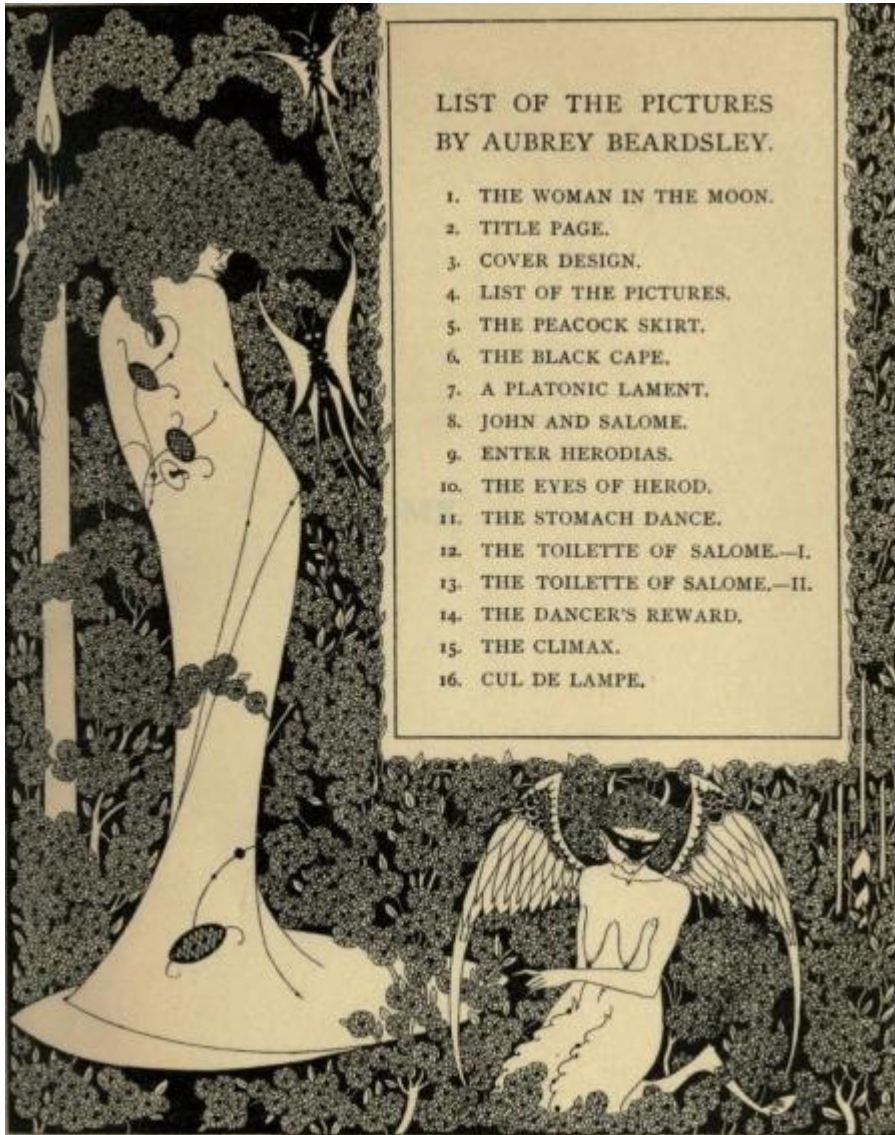 LIST OF THE PICTURES
BY AUBREY BEARDSLEY.
1. THE WOMAN IN THE MOON.
2. TITLE PAGE.
3. COVER DESIGN.
4. LIST OF THE PICTURES.
5. THE PEACOCK SKIRT.
6. THE BLACK CAPE.
7. A PLATONIC LAMENT.
8. JOHN AND SALOME.
9. ENTER HERODIAS.
10. THE EYES OF HEROD.
11. THE STOMACH DANCE.
12. THE TOILETTE OF SALOME.—I.
13. THE TOILETTE OF SALOME.—II.
14. THE DANCER'S REWARD.
15. THE CLIMAX.
16. CUL DE LAMPE.